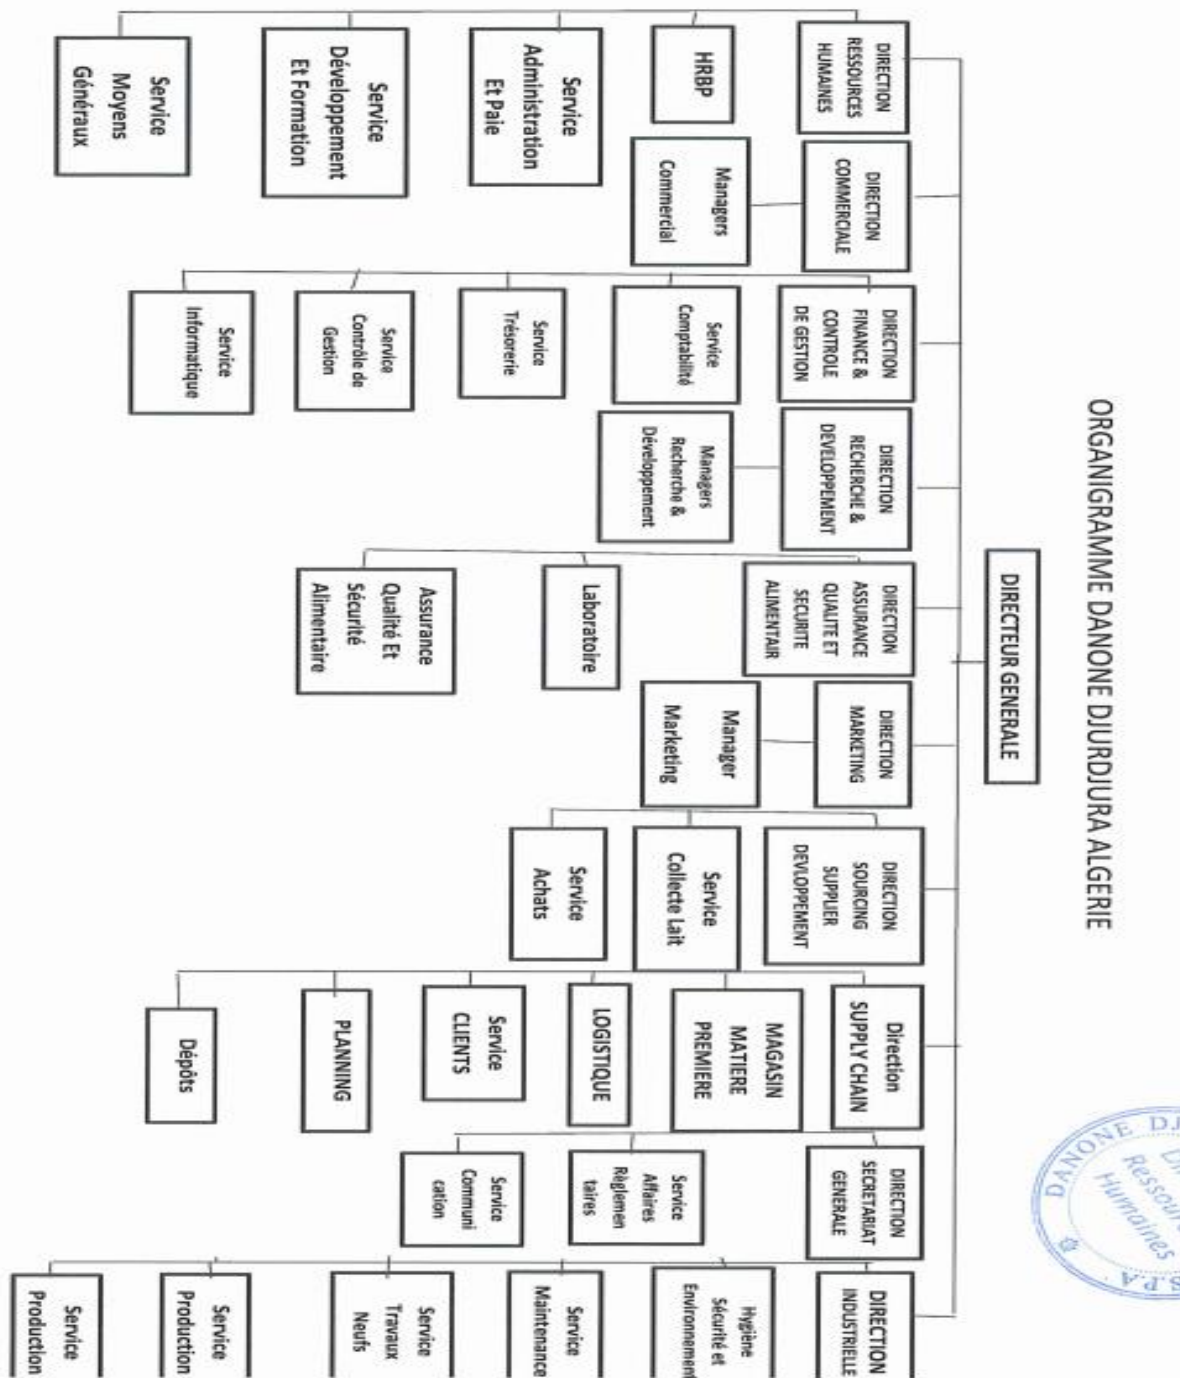 ORGANIGRAMME DANONE DJURDJURA ALGERIE
DIRECTEUR GENERALE
DIRECTION
RESSOURCES
HUMAINES
HRBP
Service
Administration
Et Paie
Service
Développement
Et Formation
Service
Moyens
Généraux
DIRECTION
COMMERCIALE
Managers
Commercial
DIRECTION
FINANCE &
CONTROLE
DE GESTION
Service
Comptabilité
Service
Trésorerie
Service
Contrôle de
Gestion
Service
Informatique
DIRECTION
RECHERCHE &
DEVELOPPEMENT
Managers
Recherche &
Développement
DIRECTION
ASSURANCE
QUALITE ET
SECURITE
ALIMENTAIR
Laboratoire
Assurance
Qualité Et
Sécurité
Alimentaire
DIRECTION
MARKETING
Manager
Marketing
DIRECTION
SOURCING
SUPPLIER
DEVLOPPEMENT
Service
Collecte Lait
Service
Achats
Direction
SUPPLY CHAIN
MAGASIN
MATIERE
PREMIERE
LOGISTIQUE
Service
CLIENTS
PLANNING
Dépôts
DIRECTION
SECRETARIAT
GENERALE
Service
Affaires
Règlemen
taires
Service
Communi
cation
DIRECTION
INDUSTRIELLE
Hygiène
Sécurité et
Environnement
Service
Maintenance
Service
Travaux
Neufs
Service
Production
Service
Production
DANONE
Humaines